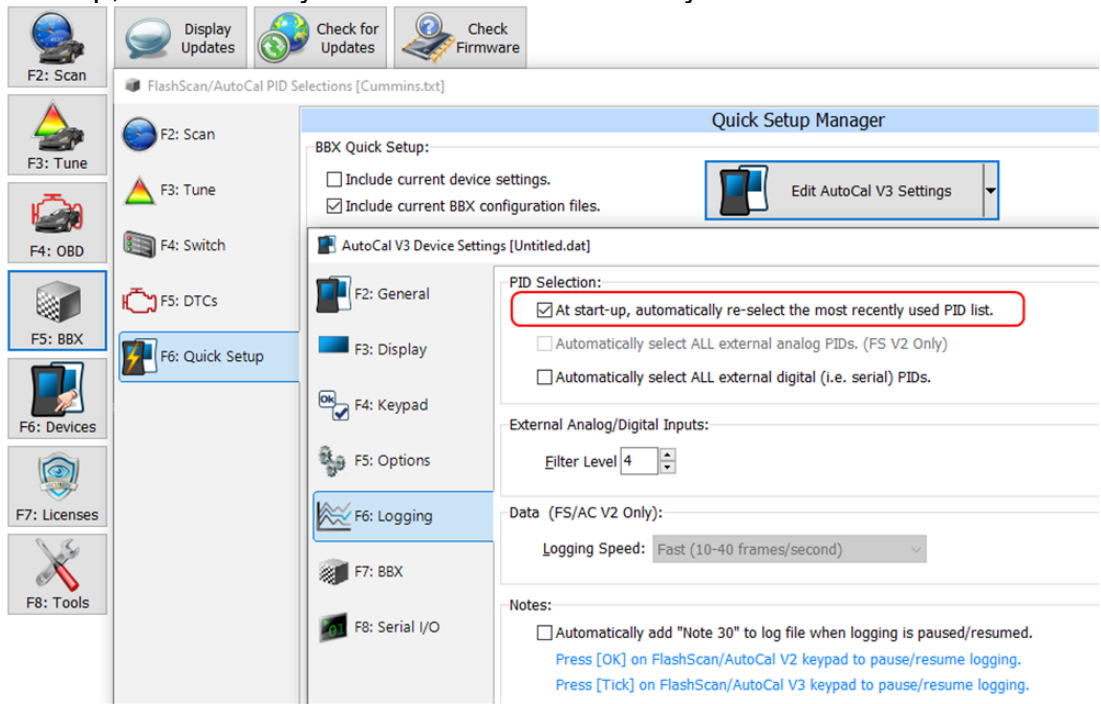 Display
Updates
Check for
Updates
Check
Firmware
F2: Scan
F3: Tune
F4: OBD
F5: BBX
F6: Devices
F7: Licenses
F8: Tools
FlashScan/AutoCal PID Selections [Cummins.txt]
F2: Scan
F3: Tune
F4: Switch
F5: DTCs
F6: Quick Setup
Quick Setup Manager
BBX Quick Setup:
Include current device settings.
Include current BBX configuration files.
Edit AutoCal V3 Settings
AutoCal V3 Device Settings [Untitled.dat]
F2: General
F3: Display
Ok
F4: Keypad
F5: Options
F6: Logging
F7: BBX
F8: Serial I/O
PID Selection:
At start-up, automatically re-select the most recently used PID list.
Automatically select ALL external analog PIDs. (FS V2 Only)
Automatically select ALL external digital (i.e. serial) PIDs.
External Analog/Digital Inputs:
Filter Level 4
Data (FS/AC V2 Only):
Logging Speed: Fast (10-40 frames/second)
Notes:
Automatically add "Note 30" to log file when logging is paused/resumed.
Press [OK] on FlashScan/AutoCal V2 keypad to pause/resume logging.
Press [Tick] on FlashScan/AutoCal V3 keypad to pause/resume logging.